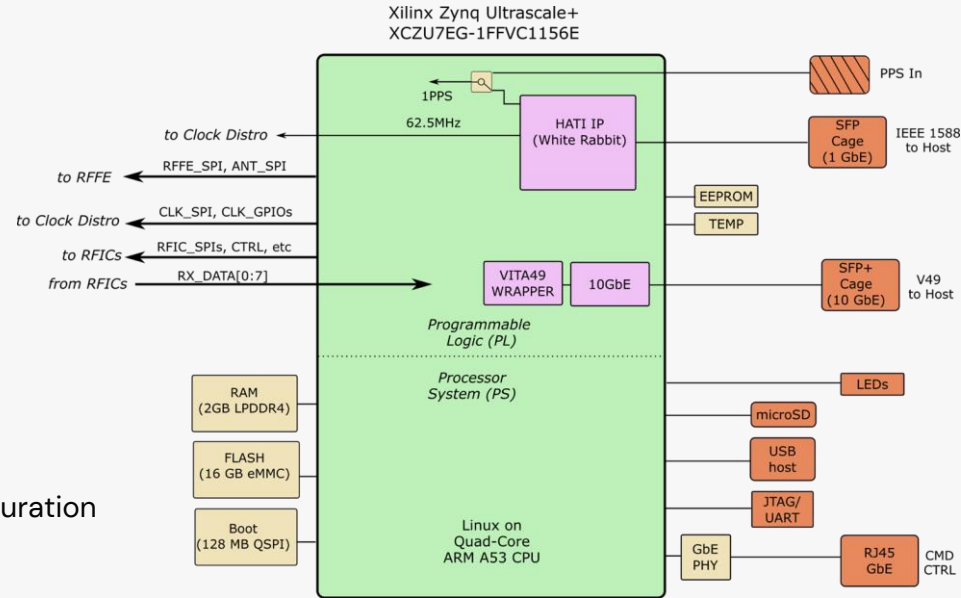 Xilinx Zynq Ultrascale+
XCZU7EG-1FFVC1156E
1PPS
PPS In
62.5MHz
to Clock Distro
HATI IP
(White Rabbit)
SFP
Cage
(1 GbE)
IEEE 1588
to Host
RFFE_SPI, ANT_SPI
to RFFE
EEPROM
TEMP
CLK_SPI, CLK_GPIOs
to Clock Distro
RFIC_SPIs, CTRL, etc
to RFICs
RX_DATA[0:7]
from RFICs
VITA49
WRAPPER
10GbE
SFP+
Cage
(10 GbE)
V49
to Host
Programmable
Logic (PL)
Processor
System (PS)
RAM
(2GB LPDDR4)
FLASH
(16 GB eMMC)
uration
Boot
(128 MB QSPI)
Linux on
Quad-Core
ARM A53 CPU
LEDs
microSD
USB
host
JTAG/
UART
GbE
PHY
RJ45
GbE
CMD
CTRL